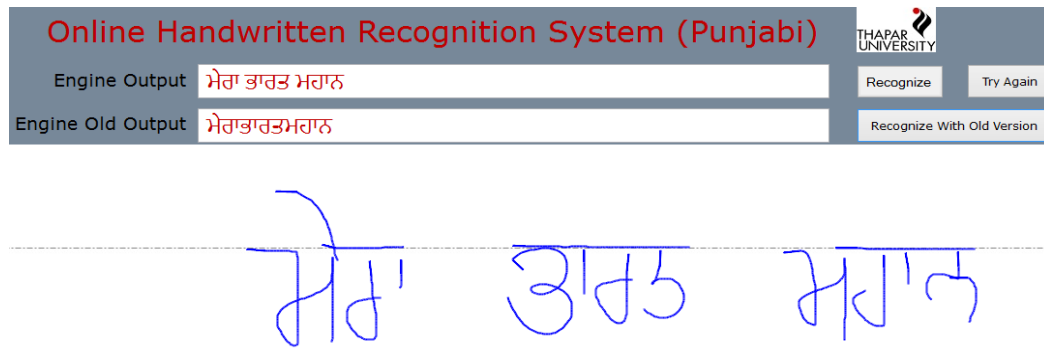 Online Handwritten Recognition System (Punjabi) THAPAR UNIVERSITY
Engine Output ਮੇਰਾ ਭਾਰਤ ਮਹਾਨ Recognize Try Again
Engine Old Output ਮੇਰਾਭਾਰਤਮਹਾਨ Recognize With Old Version
ਮੇਰਾ ਭਾਰਤ ਮਹਾਨ